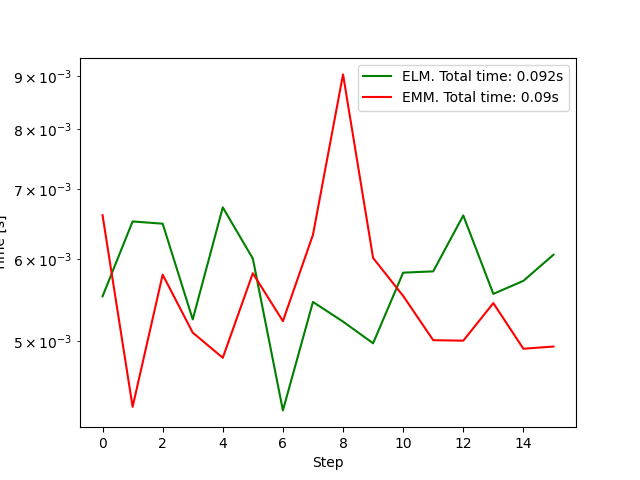 9 × 10⁻³
8 × 10⁻³
7 × 10⁻³
6 × 10⁻³
5 × 10⁻³
Time [s]
ELM. Total time: 0.092s
EMM. Total time: 0.09s
0 2 4 6 8 10 12 14
Step